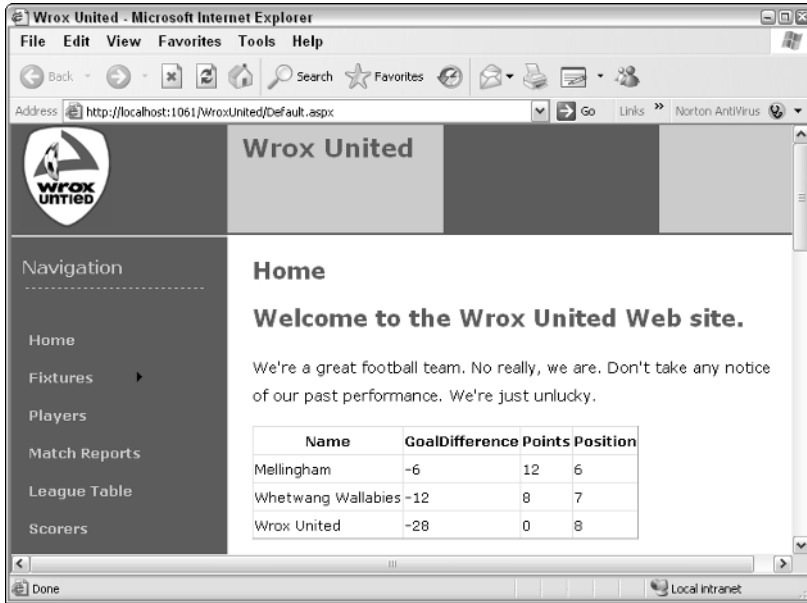 Wrox United - Microsoft Internet Explorer
File Edit View Favorites Tools Help
Back Search Favorites
Address http://localhost:1061/WroxUnited/Default.aspx Go Links » Norton AntiVirus
wrox
UNTIED
Wrox United
Navigation
Home
Fixtures
Players
Match Reports
League Table
Scorers
Home
Welcome to the Wrox United Web site.
We're a great football team. No really, we are. Don't take any notice
of our past performance. We're just unlucky.
Name GoalDifference Points Position
Mellingham -6 12 6
Whetwang Wallabies -12 8 7
Wrox United -28 0 8
Done Local intranet